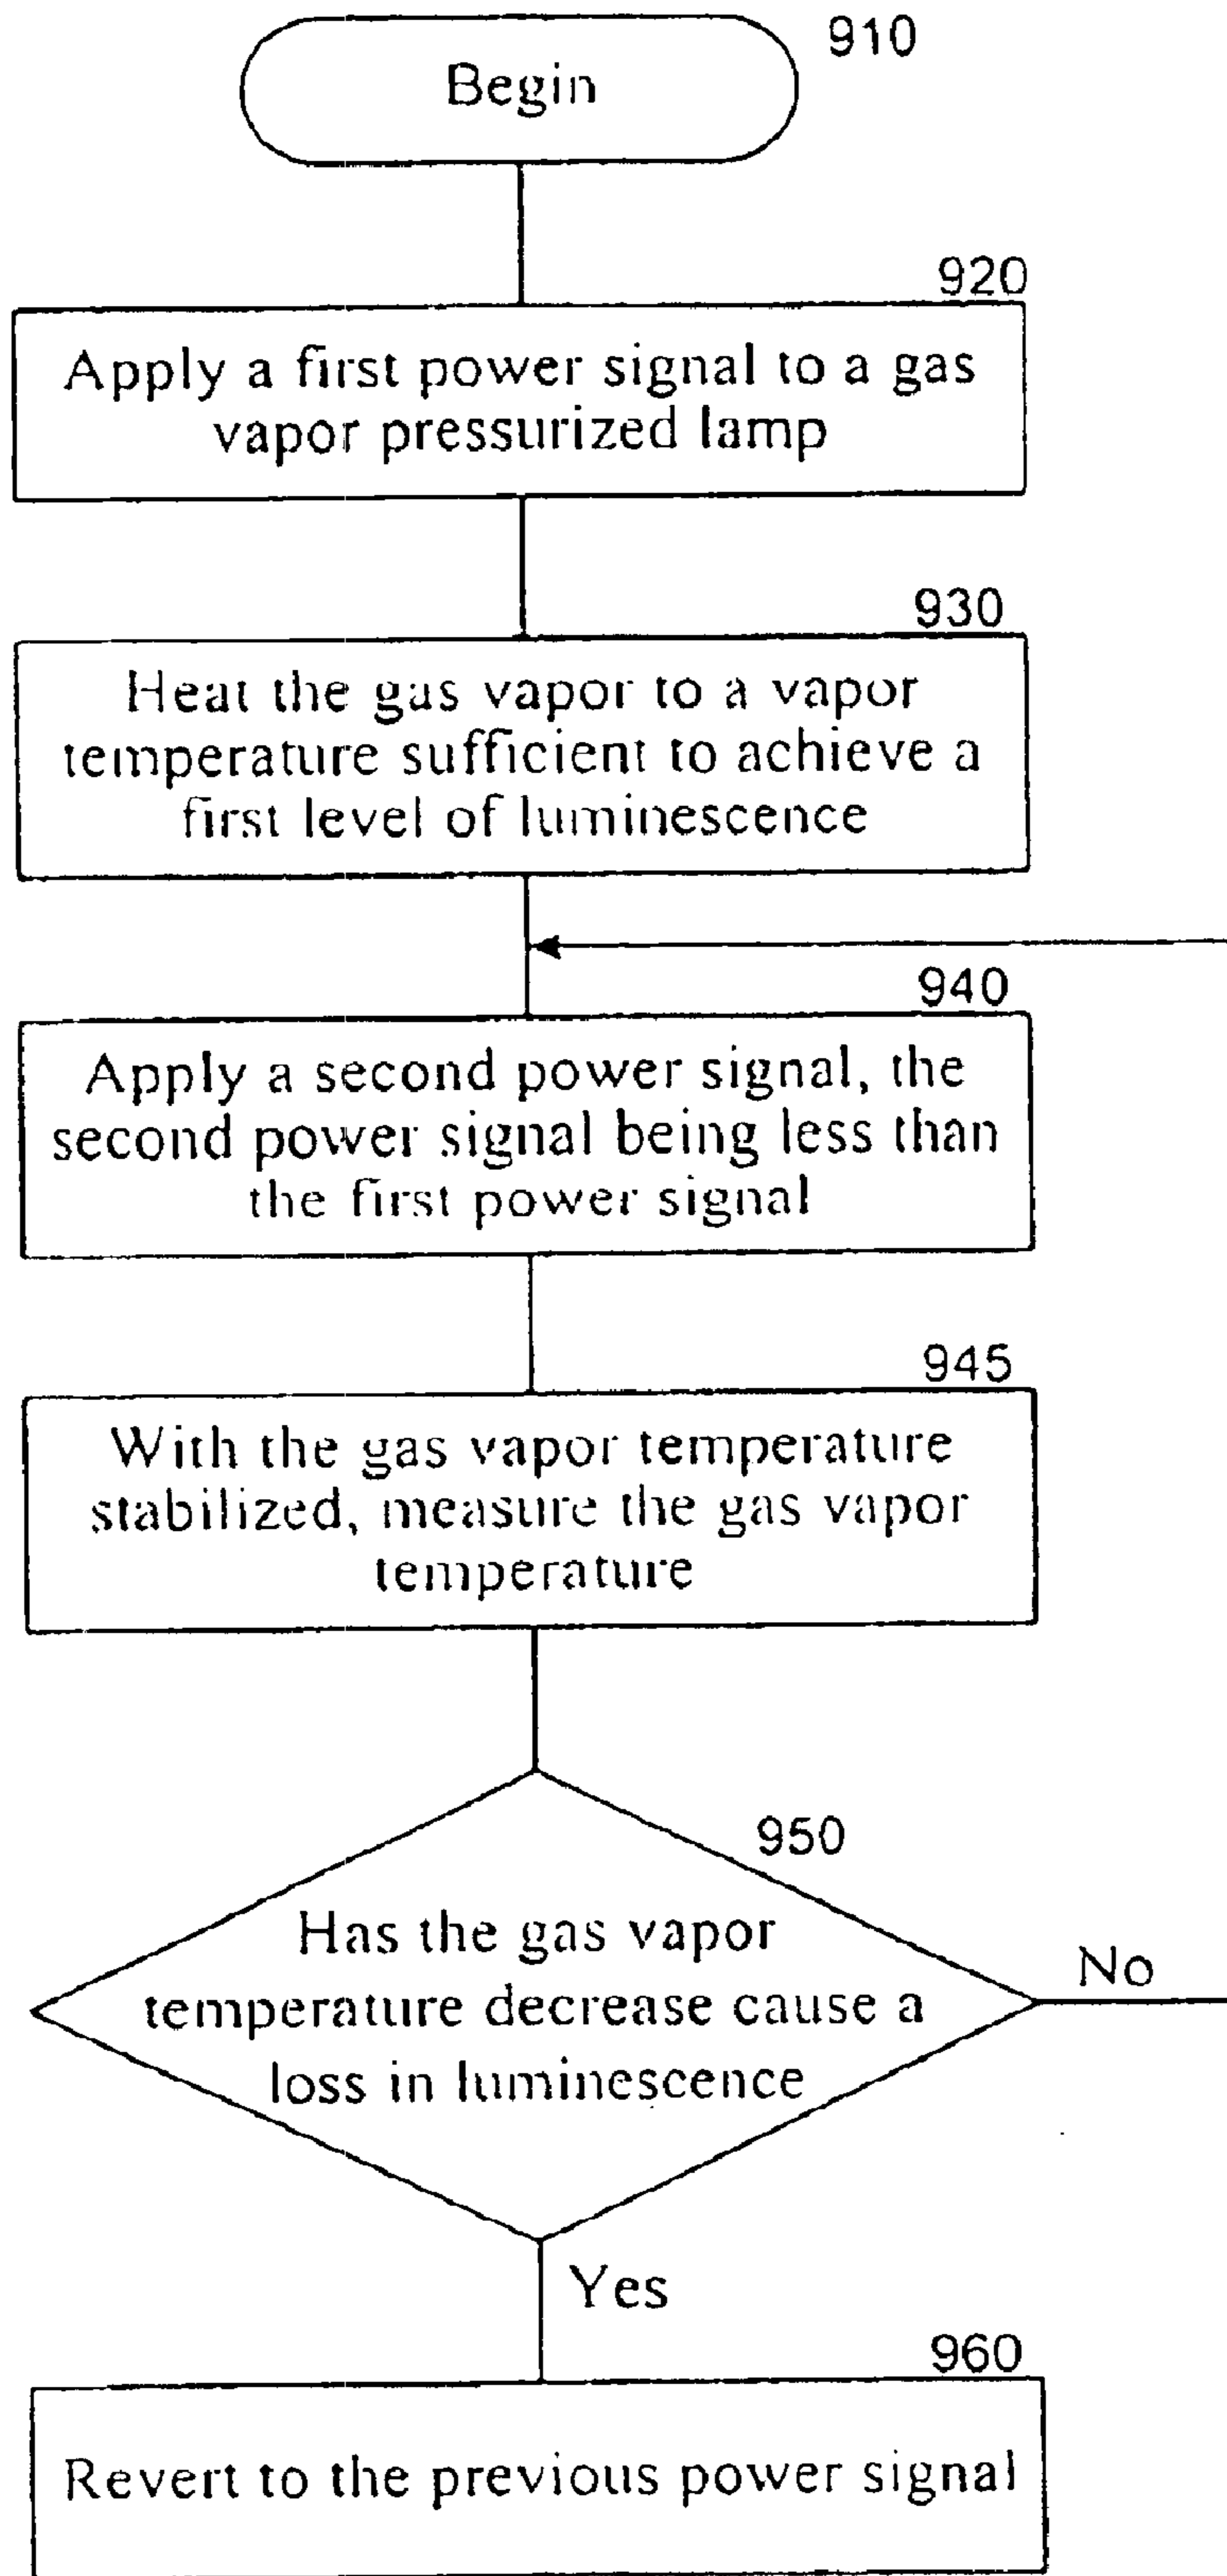 910
Begin
920
Apply a first power signal to a gas
vapor pressurized lamp
930
Heat the gas vapor to a vapor
temperature sufficient to achieve a
first level of luminescence
940
Apply a second power signal, the
second power signal being less than
the first power signal
945
With the gas vapor temperature
stabilized, measure the gas vapor
temperature
950
Has the gas vapor
temperature decrease cause a
loss in luminescence
No
Yes
960
Revert to the previous power signal